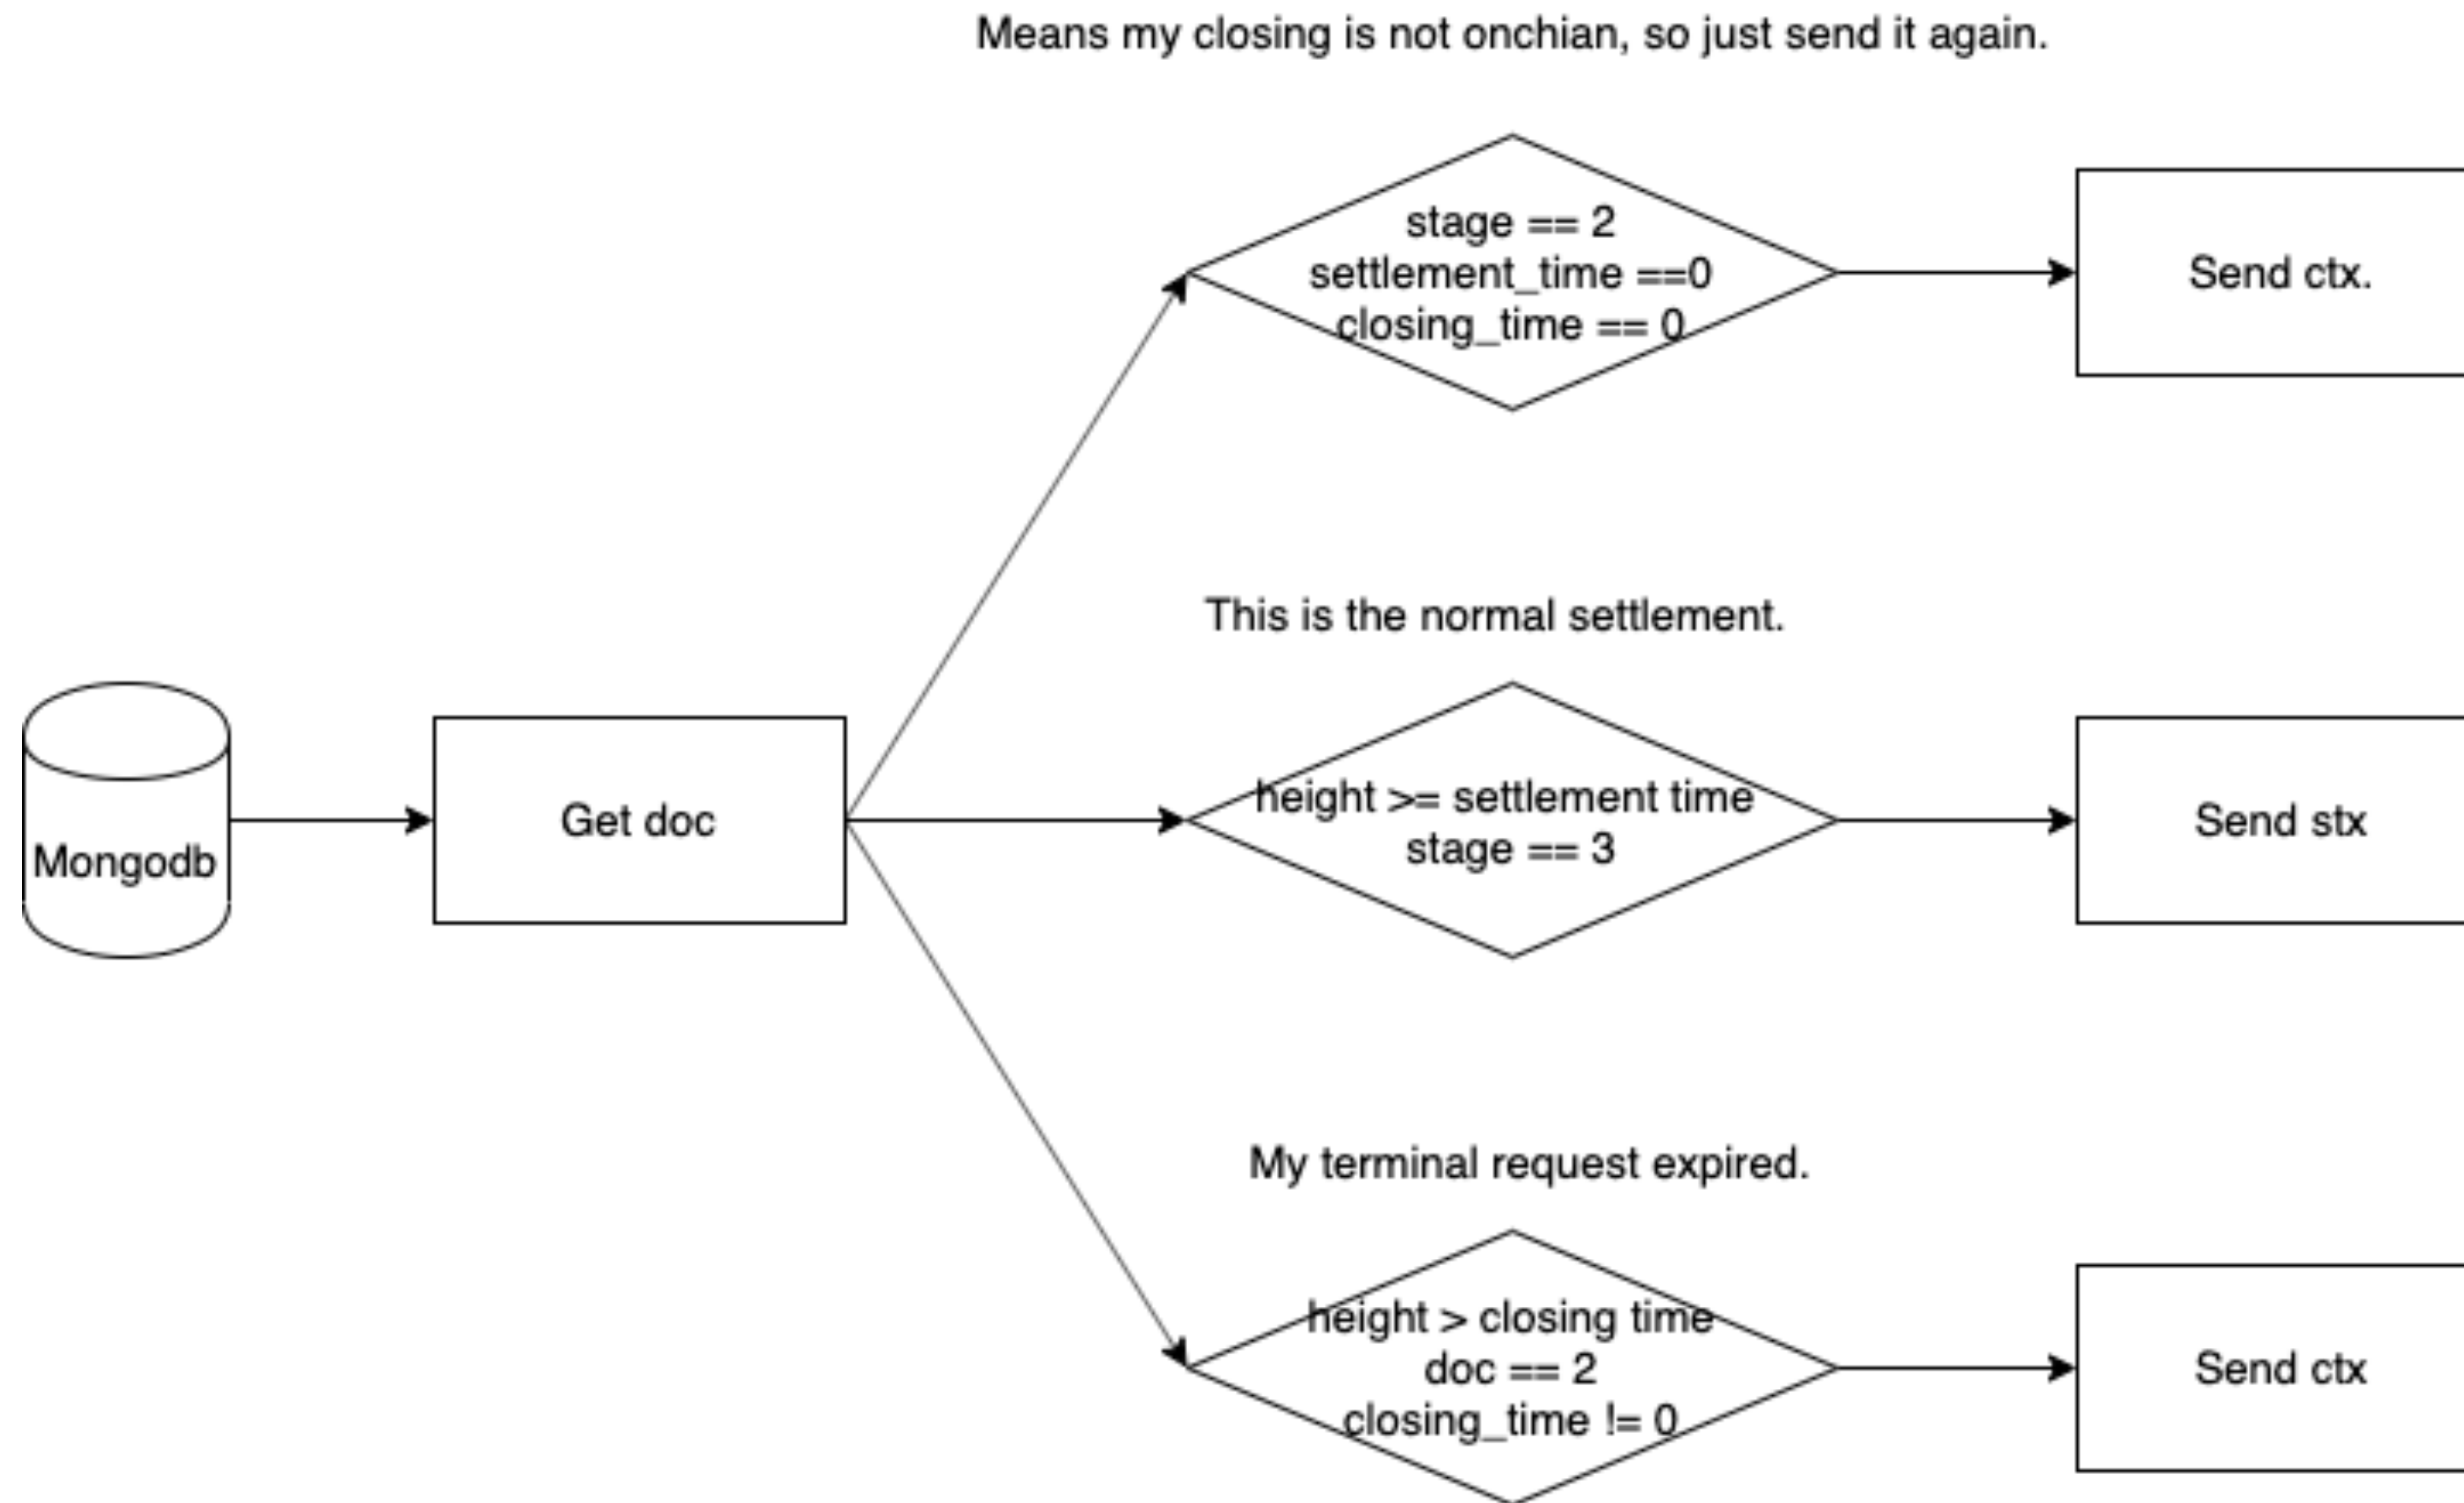 Means my closing is not onchian, so just send it again.
stage == 2
settlement_time ==0
closing_time == 0
Send ctx.
This is the normal settlement.
Mongodb
Get doc
height >= settlement time
stage == 3
Send stx
My terminal request expired.
height > closing time
doc == 2
closing_time != 0
Send ctx